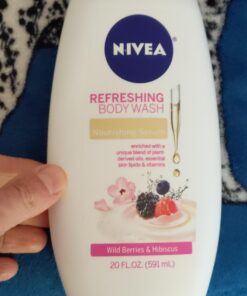 NIVEA
REFRESHING
BODY WASH
Nourishing Serum
enriched with a
unique blend of plant-
derived oils, essential
skin lipids & vitamins
Wild Berries & Hibiscus
20 FL.OZ. (591 mL)